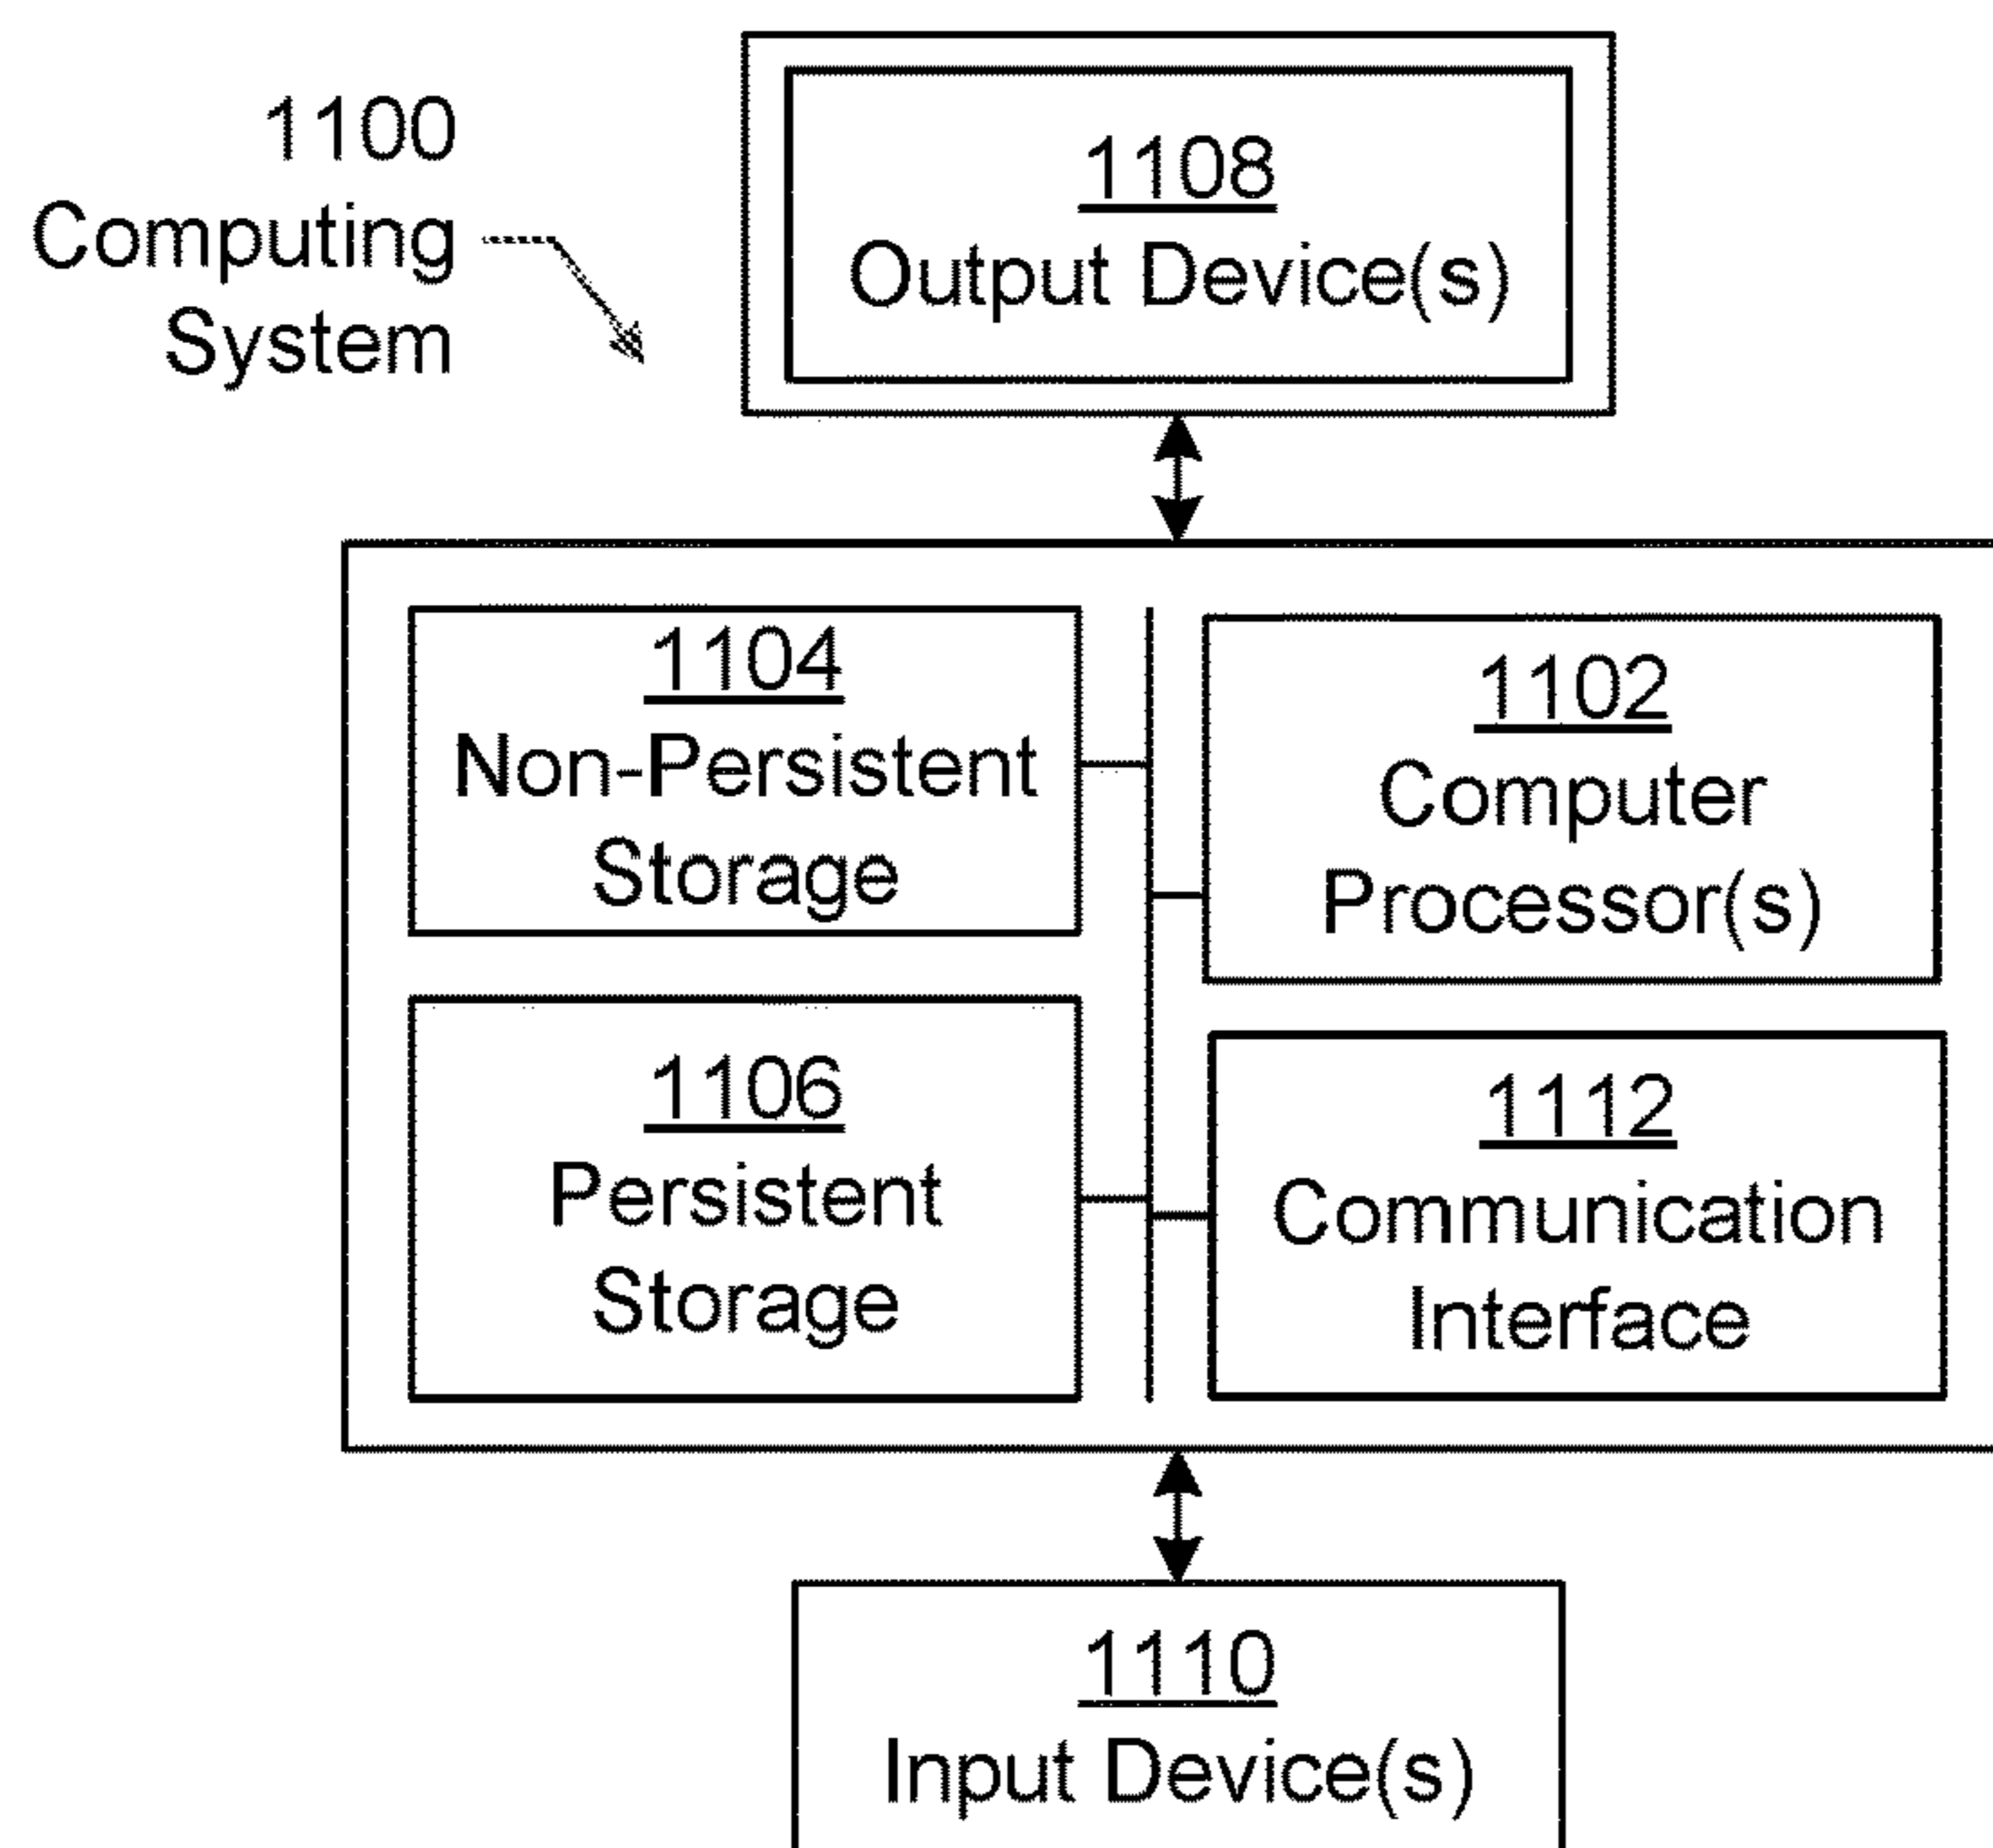 1100
Computing
System
1108
Output Device(s)
1104
Non-Persistent
Storage
1102
Computer
Processor(s)
1106
Persistent
Storage
1112
Communication
Interface
1110
Input Device(s)